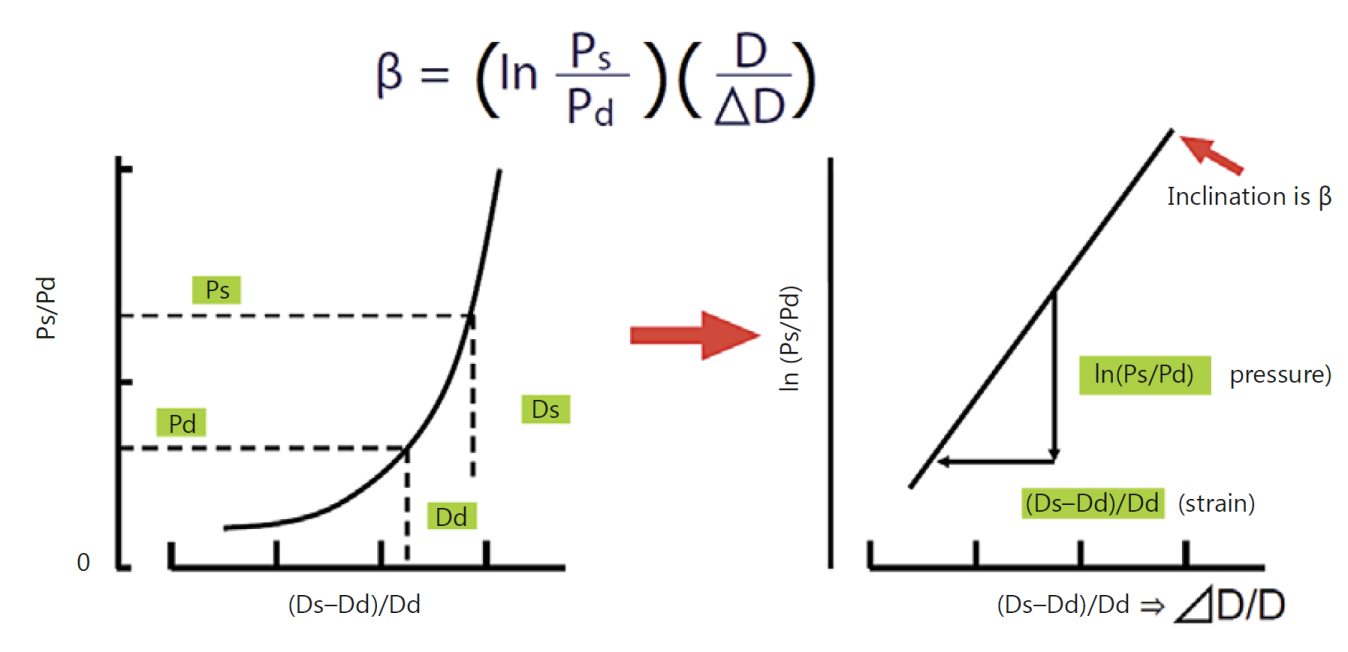 β = (ln Ps/Pd)(D/ΔD)
Ps/Pd
Ps
Pd
Ds
Dd
0
(Ds–Dd)/Dd
ln (Ps/Pd)
Inclination is β
ln(Ps/Pd) pressure)
(Ds–Dd)/Dd (strain)
(Ds–Dd)/Dd ⇒ ⊿D/D